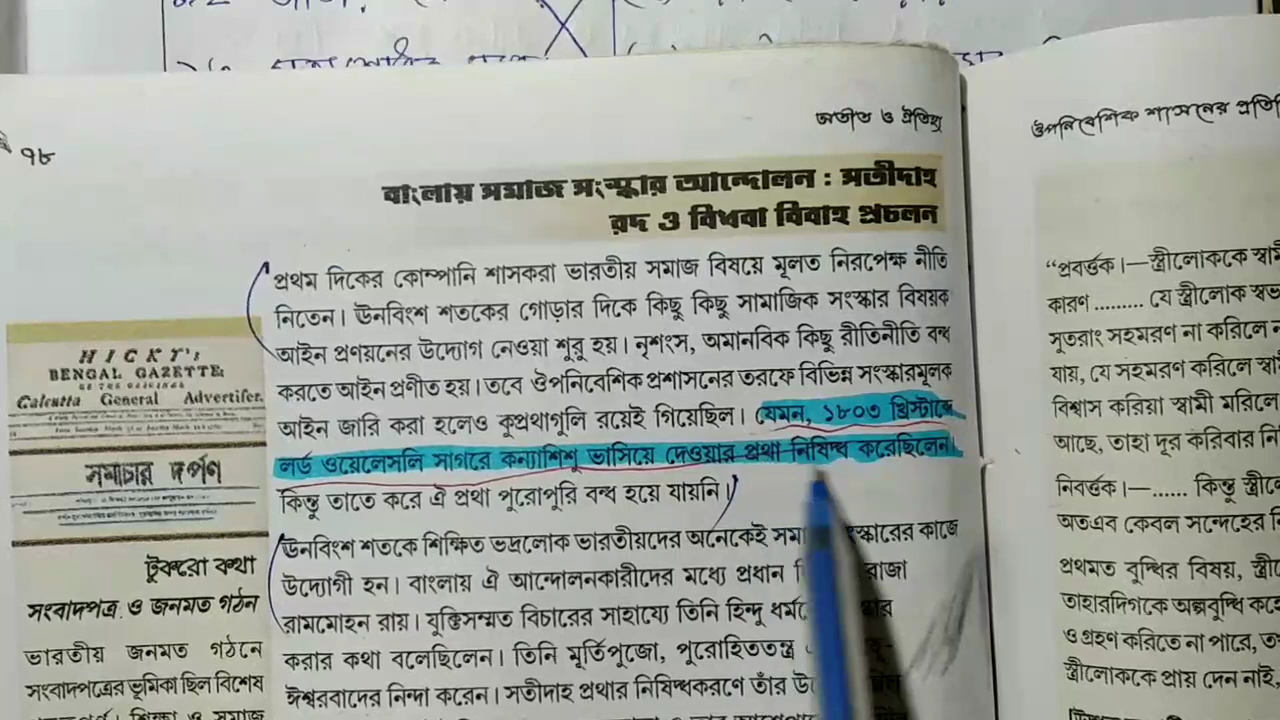 অতীত ও ঐতিহ্য
৭৮
বাংলায় সমাজ সংস্কার আন্দোলন : সতীদাহ
রদ ও বিধবা বিবাহ প্রচলন
প্রথম দিকের কোম্পানি শাসকরা ভারতীয় সমাজ বিষয়ে মূলত নিরপেক্ষ নীতি
নিতেন। ঊনবিংশ শতকের গোড়ার দিকে কিছু কিছু সামাজিক সংস্কার বিষয়ক
আইন প্রণয়নের উদ্যোগ নেওয়া শুরু হয়। নৃশংস, অমানবিক কিছু রীতিনীতি বন্ধ
করতে আইন প্রণীত হয়। তবে ঔপনিবেশিক প্রশাসনের তরফে বিভিন্ন সংস্কারমূলক
আইন জারি করা হলেও কুপ্রথাগুলি রয়েই গিয়েছিল। যেমন, ১৮০৩ খ্রিস্টাব্দে
লর্ড ওয়েলেসলি সাগরে কন্যাশিশু ভাসিয়ে দেওয়ার প্রথা নিষিদ্ধ করেছিলেন।
কিন্তু তাতে করে ঐ প্রথা পুরোপুরি বন্ধ হয়ে যায়নি।
ঊনবিংশ শতকে শিক্ষিত ভদ্রলোক ভারতীয়দের অনেকেই স্কারের কাজে
উদ্যোগী হন। বাংলায় ঐ আন্দোলনকারীদের মধ্যে প্রধান রাজা
রামমোহন রায়। যুক্তিসম্মত বিচারের সাহায্যে তিনি হিন্দু
করার কথা বলেছিলেন। তিনি মূর্তিপুজো, পুরোহিততন্ত্র
ঈশ্বরবাদের নিন্দা করেন। সতীদাহ প্রথার নিষিদ্ধকরণে তাঁর
HICKY'S
BENGAL GAZETTE;
Calcutta General Advertiser.
সমাচার দর্পণ
টুকরো কথা
সংবাদপত্র ও জনমত গঠন
ভারতীয় জনমত গঠনে
সংবাদপত্রের ভূমিকা ছিল বিশেষ
ঔপনিবেশিক শাসনের
“প্রবর্ত্তক।—স্ত্রীলোককে
কারণ ......... যে স্ত্রীলোক
সুতরাং সহমরণ না করিলে
যায়, যে সহমরণ করিলে
বিশ্বাস করিয়া স্বামী মরিলে
আছে, তাহা দূর করিবার
নিবর্ত্তক।—...... কিন্তু
অতএব কেবল সন্দেহের
প্রথমত বুদ্ধির বিষয়,
তাহারদিগকে অল্পবুদ্ধি
ও গ্রহণ করিতে না পারে,
স্ত্রীলোককে প্রায় দেন নাই,